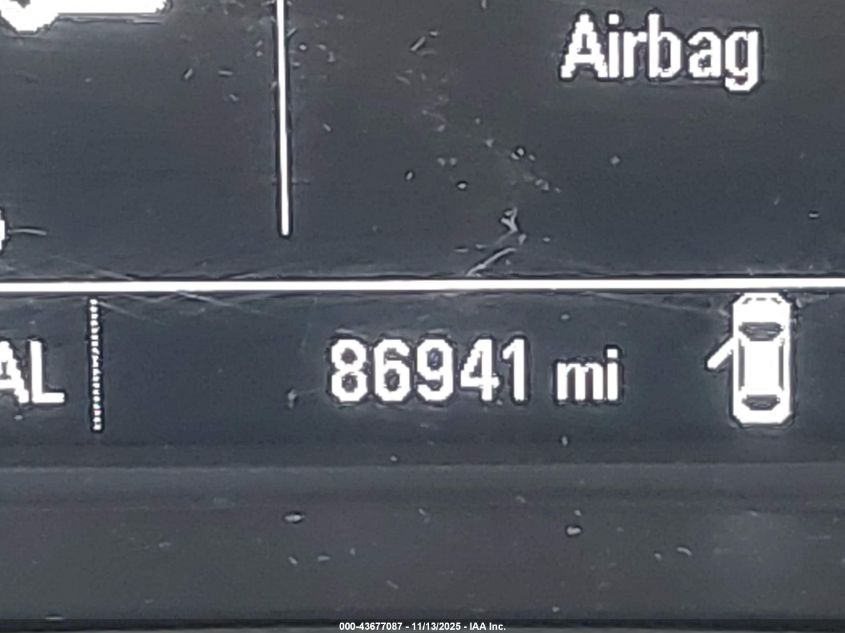 Airbag
AL
86941 mi
000-43677087 - 11/13/2025 - IAA Inc.